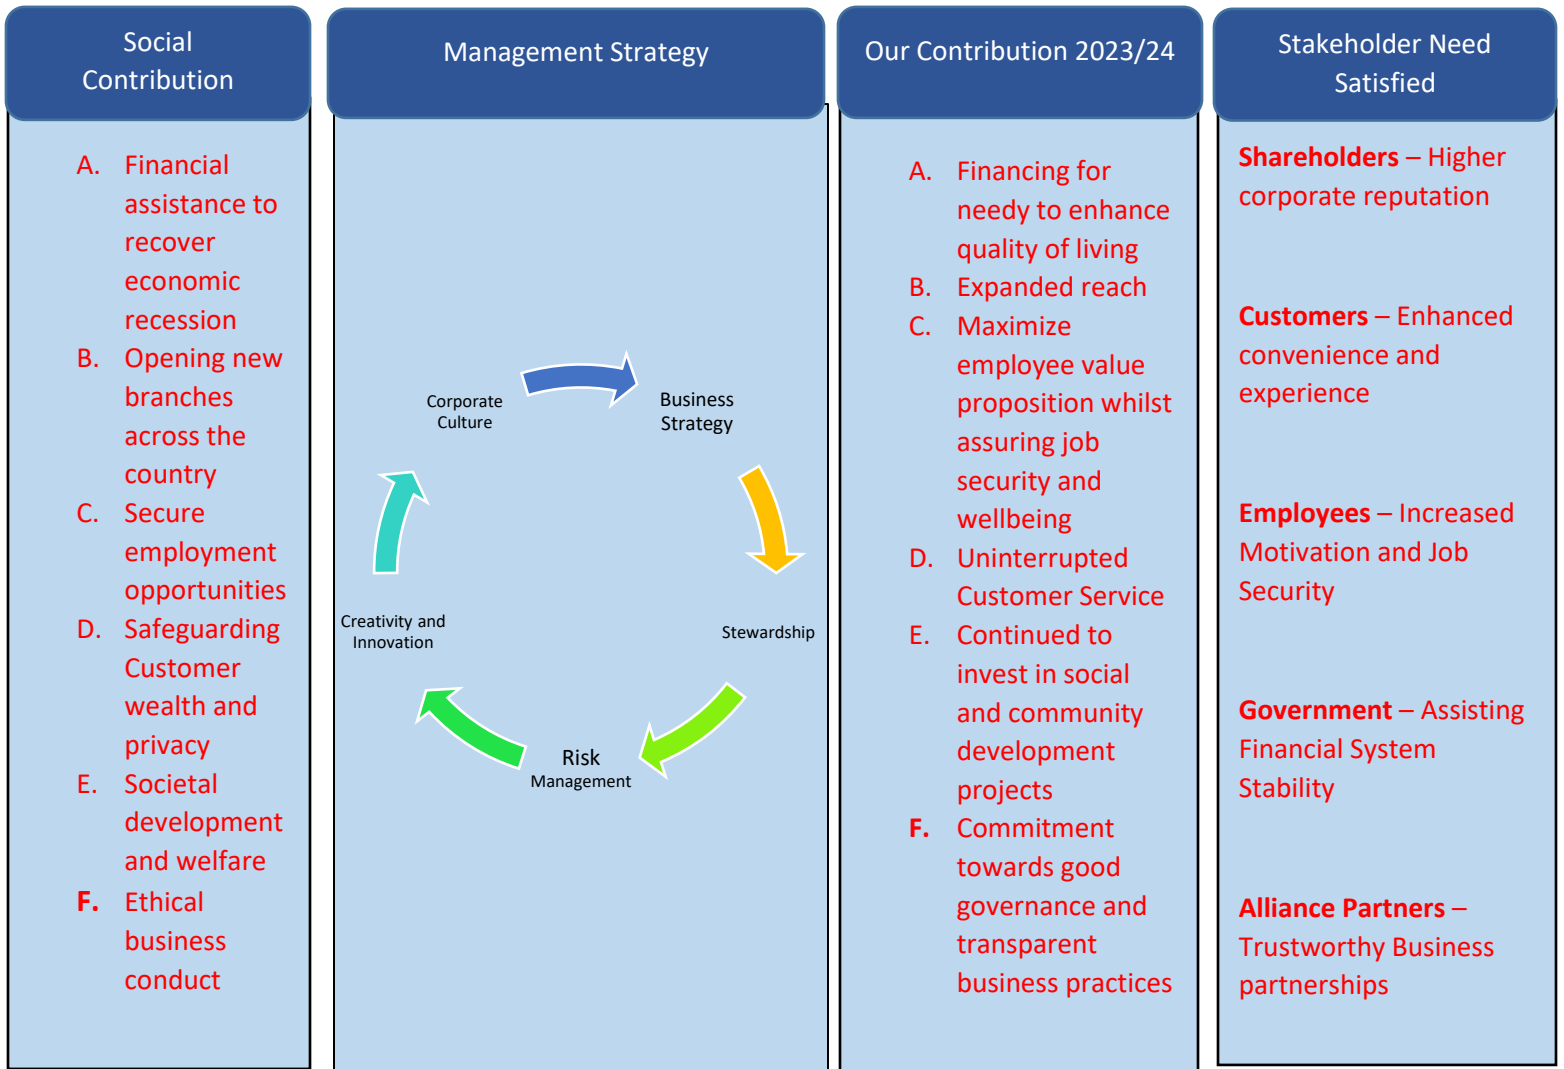 Social
Contribution
A. Financial
assistance to
recover
economic
recession
B. Opening new
branches
across the
country
C. Secure
employment
opportunities
D. Safeguarding
Customer
wealth and
privacy
E. Societal
development
and welfare
F. Ethical
business
conduct
Management Strategy
Corporate
Culture
Business
Strategy
Stewardship
Risk
Management
Creativity and
Innovation
Our Contribution 2023/24
A. Financing for
needy to enhance
quality of living
B. Expanded reach
C. Maximize
employee value
proposition whilst
assuring job
security and
wellbeing
D. Uninterrupted
Customer Service
E. Continued to
invest in social
and community
development
projects
F. Commitment
towards good
governance and
transparent
business practices
Stakeholder Need
Satisfied
Shareholders – Higher
corporate reputation
Customers – Enhanced
convenience and
experience
Employees – Increased
Motivation and Job
Security
Government – Assisting
Financial System
Stability
Alliance Partners –
Trustworthy Business
partnerships